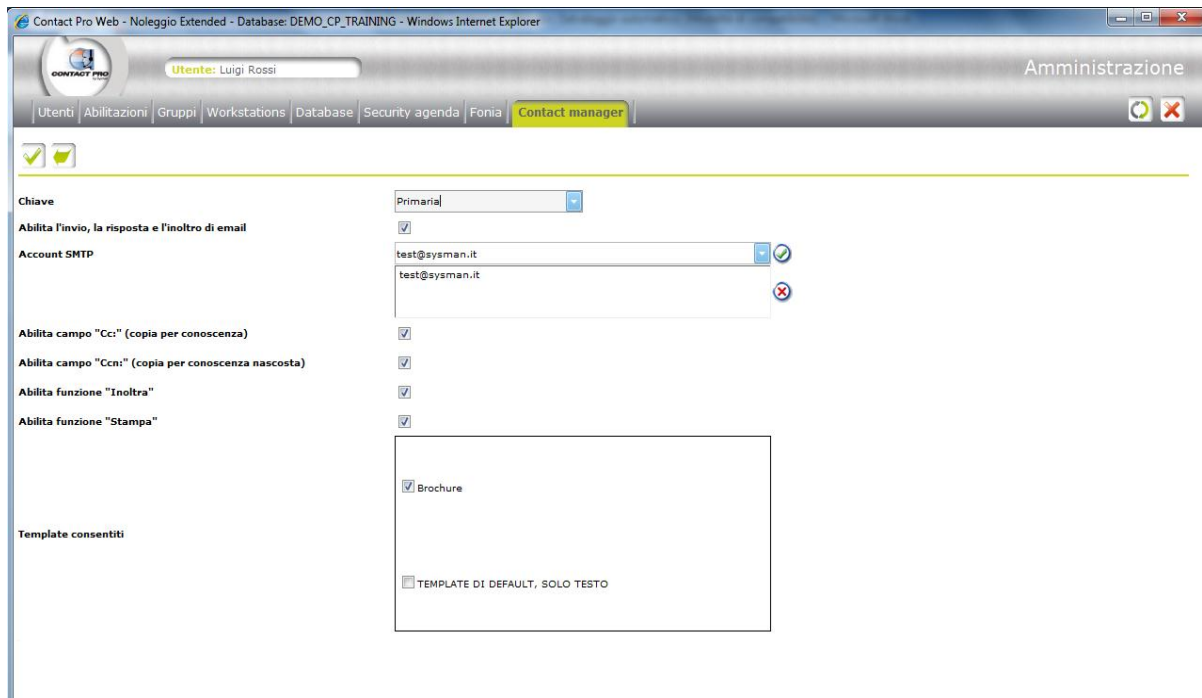 Contact Pro Web - Noleggio Extended - Database: DEMO_CP_TRAINING - Windows Internet Explorer
CONTACT PRO
Utente: Luigi Rossi
Amministrazione
Utenti Abilitazioni Gruppi Workstations Database Security agenda Fonia Contact manager
Chiave Primaria
Abilita l'invio, la risposta e l'inoltro di email
Account SMTP test@sysman.it
test@sysman.it
Abilita campo "Cc:" (copia per conoscenza)
Abilita campo "Ccn:" (copia per conoscenza nascosta)
Abilita funzione "Inoltra"
Abilita funzione "Stampa"
Brochure
Template consentiti
TEMPLATE DI DEFAULT, SOLO TESTO